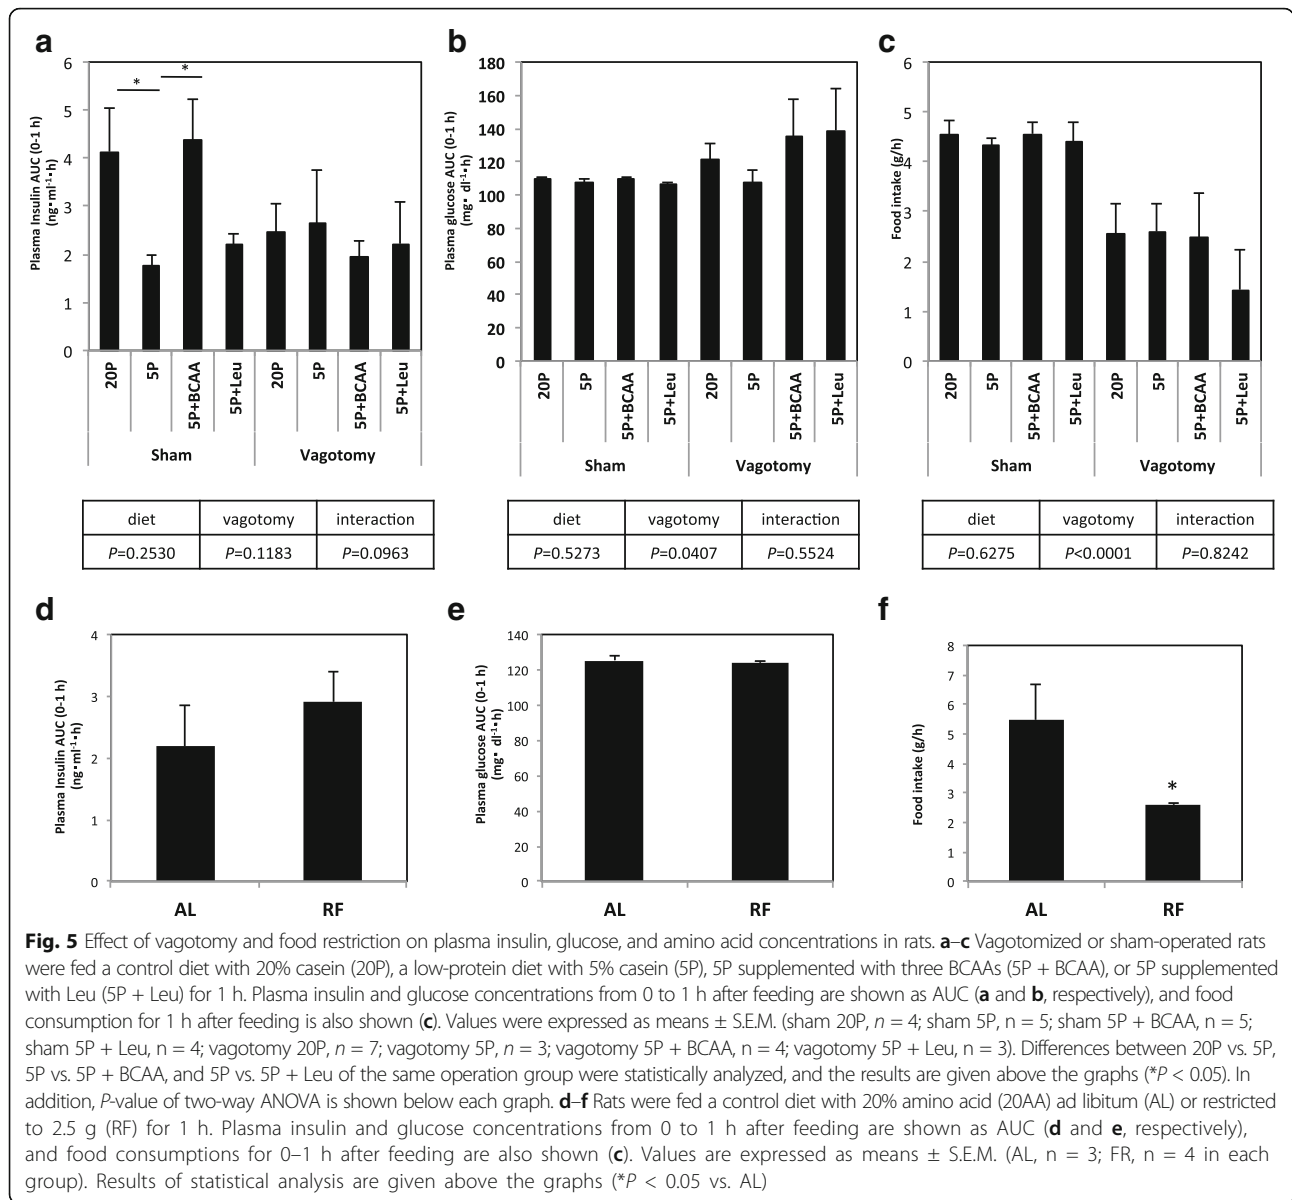 a
Plasma Insulin AUC (0-1 h)
(ng▪ml⁻¹▪h)
6
5
4
3
2
1
0
*
*
20P
5P
5P+BCAA
5P+Leu
20P
5P
5P+BCAA
5P+Leu
Sham
Vagotomy
diet vagotomy interaction
P=0.2530 P=0.1183 P=0.0963
b
Plasma glucose AUC (0-1 h)
(mg▪ dl⁻¹▪h)
180
160
140
120
100
80
60
40
20
0
20P
5P
5P+BCAA
5P+Leu
20P
5P
5P+BCAA
5P+Leu
Sham
Vagotomy
diet vagotomy interaction
P=0.5273 P=0.0407 P=0.5524
c
Food intake (g/h)
6
5
4
3
2
1
0
20P
5P
5P+BCAA
5P+Leu
20P
5P
5P+BCAA
5P+Leu
Sham
Vagotomy
diet vagotomy interaction
P=0.6275 P<0.0001 P=0.8242
d
Plasma Insulin AUC (0-1 h)
(ng▪ml⁻¹▪h)
4
3
2
1
0
AL
RF
e
Plasma glucose AUC (0-1 h)
(mg▪ dl⁻¹▪h)
140
120
100
80
60
40
20
0
AL
RF
f
Food intake (g/h)
8
7
6
5
4
3
2
1
0
*
AL
RF
Fig. 5 Effect of vagotomy and food restriction on plasma insulin, glucose, and amino acid concentrations in rats. a–c Vagotomized or sham-operated rats
were fed a control diet with 20% casein (20P), a low-protein diet with 5% casein (5P), 5P supplemented with three BCAAs (5P + BCAA), or 5P supplemented
with Leu (5P + Leu) for 1 h. Plasma insulin and glucose concentrations from 0 to 1 h after feeding are shown as AUC (a and b, respectively), and food
consumption for 1 h after feeding is also shown (c). Values were expressed as means ± S.E.M. (sham 20P, n = 4; sham 5P, n = 5; sham 5P + BCAA, n = 5;
sham 5P + Leu, n = 4; vagotomy 20P, n = 7; vagotomy 5P, n = 3; vagotomy 5P + BCAA, n = 4; vagotomy 5P + Leu, n = 3). Differences between 20P vs. 5P,
5P vs. 5P + BCAA, and 5P vs. 5P + Leu of the same operation group were statistically analyzed, and the results are given above the graphs (*P < 0.05). In
addition, P-value of two-way ANOVA is shown below each graph. d–f Rats were fed a control diet with 20% amino acid (20AA) ad libitum (AL) or restricted
to 2.5 g (RF) for 1 h. Plasma insulin and glucose concentrations from 0 to 1 h after feeding are shown as AUC (d and e, respectively),
and food consumptions for 0–1 h after feeding are also shown (c). Values are expressed as means ± S.E.M. (AL, n = 3; FR, n = 4 in each
group). Results of statistical analysis are given above the graphs (*P < 0.05 vs. AL)